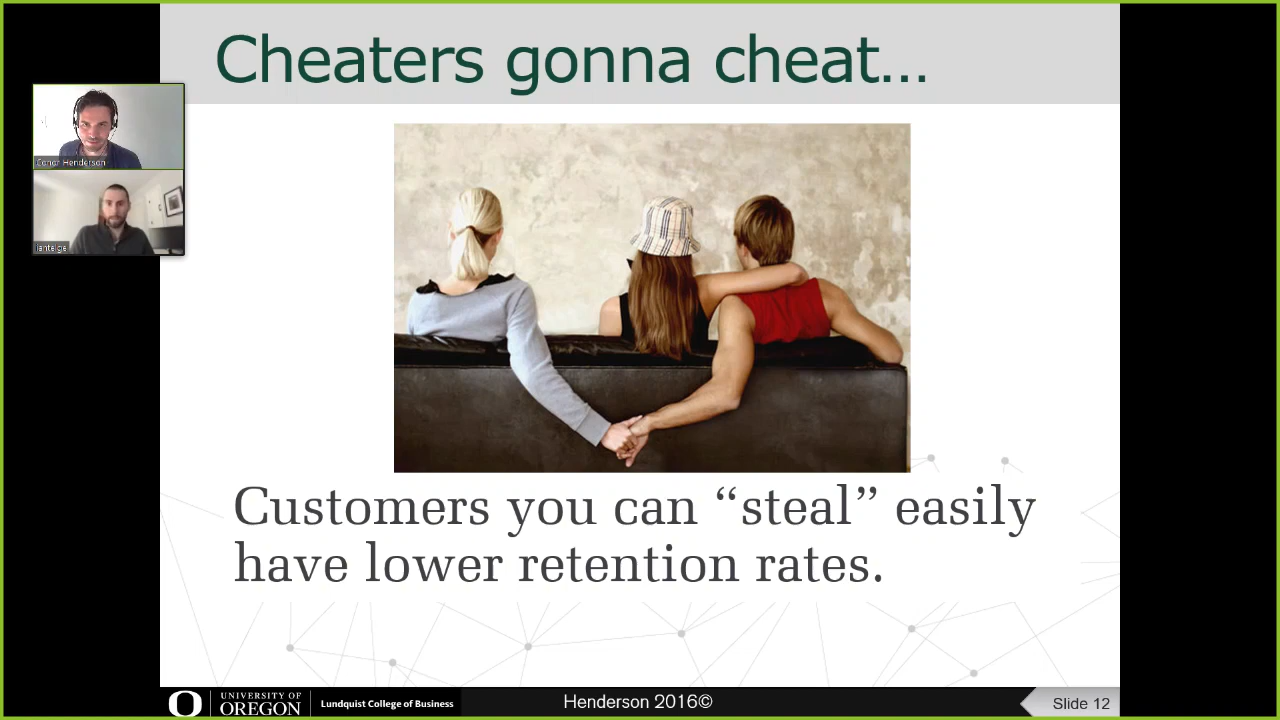 Cheaters gonna cheat…
Conor Henderson
Customers you can “steal” easily
have lower retention rates.
UNIVERSITY OF
OREGON
Lundquist College of Business
Henderson 2016©
Slide 12